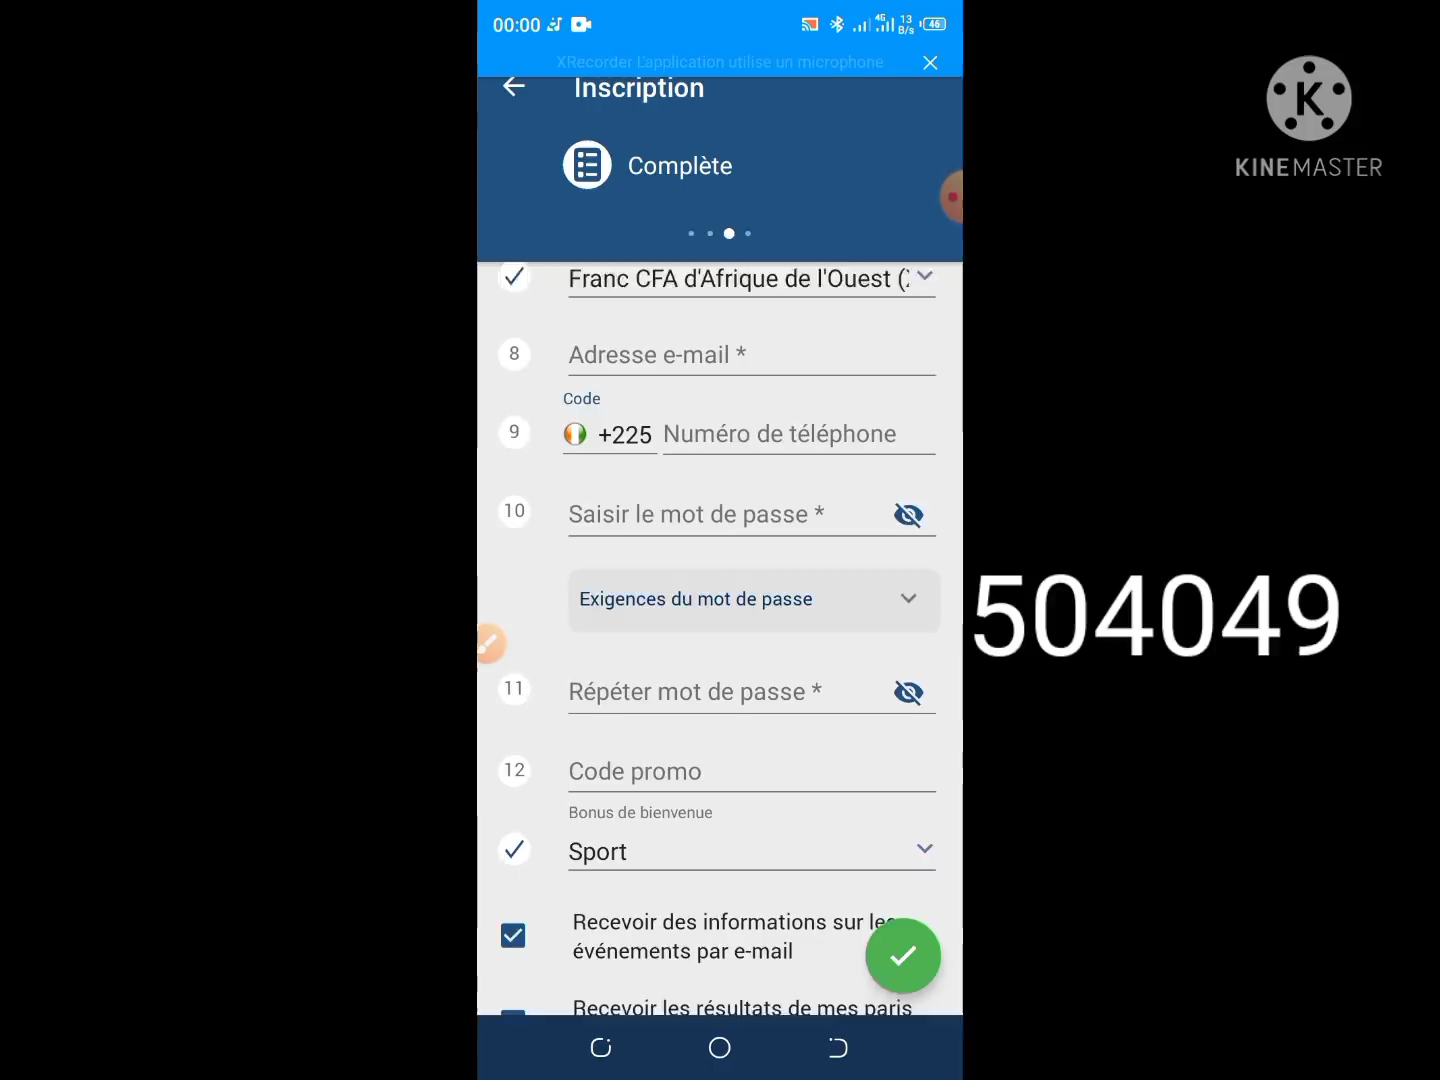 00:00
4G
13
B/s
46
XRecorder L'application utilise un microphone
Inscription
Complète
K
KINEMASTER
Franc CFA d'Afrique de l'Ouest (
8
Adresse e-mail *
Code
9
+225
Numéro de téléphone
10
Saisir le mot de passe *
Exigences du mot de passe
504049
11
Répéter mot de passe *
12
Code promo
Bonus de bienvenue
Sport
Recevoir des informations sur les
événements par e-mail
Recevoir les résultats de mes paris